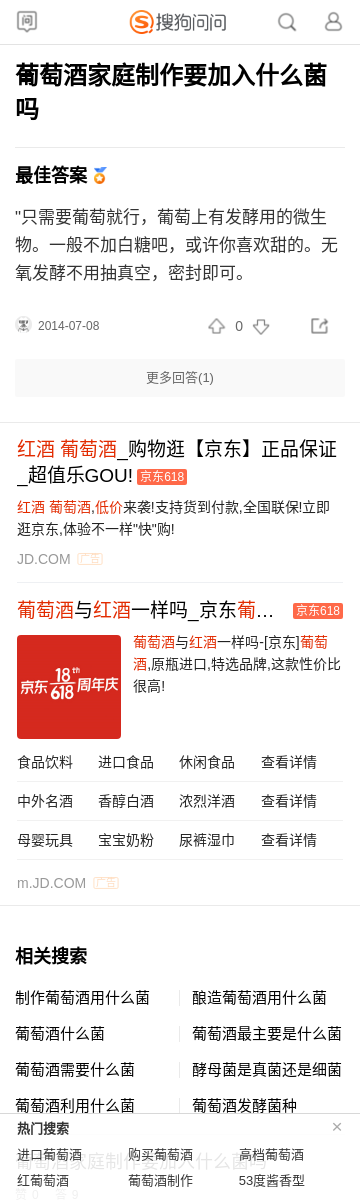 问
搜狗问问
葡萄酒家庭制作要加入什么菌
吗
最佳答案
"只需要葡萄就行，葡萄上有发酵用的微生
物。一般不加白糖吧，或许你喜欢甜的。无
氧发酵不用抽真空，密封即可。
2014-07-08
0
更多回答(1)
红酒 葡萄酒_购物逛【京东】正品保证
_超值乐GOU! 京东618
红酒 葡萄酒,低价来袭!支持货到付款,全国联保!立即
逛京东,体验不一样"快"购!
JD.COM 广告
葡萄酒与红酒一样吗_京东葡... 京东618
京东 18th 618 周年庆
葡萄酒与红酒一样吗-[京东]葡萄
酒,原瓶进口,特选品牌,这款性价比
很高!
食品饮料 进口食品 休闲食品 查看详情
中外名酒 香醇白酒 浓烈洋酒 查看详情
母婴玩具 宝宝奶粉 尿裤湿巾 查看详情
m.JD.COM 广告
相关搜索
制作葡萄酒用什么菌 酿造葡萄酒用什么菌
葡萄酒什么菌 葡萄酒最主要是什么菌
葡萄酒需要什么菌 酵母菌是真菌还是细菌
葡萄酒利用什么菌 葡萄酒发酵菌种
热门搜索
葡萄酒家庭制作要加入什么菌吗
进口葡萄酒 购买葡萄酒 高档葡萄酒
红葡萄酒 葡萄酒制作 53度酱香型